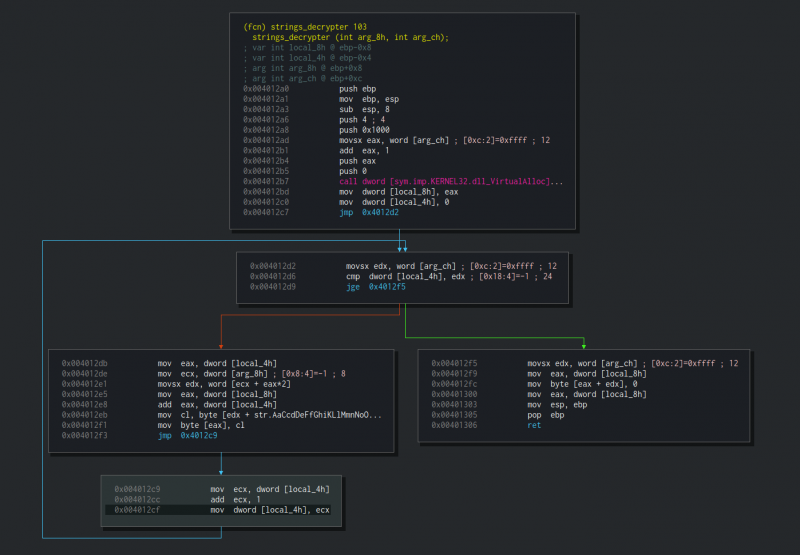 (fcn) strings_decrypter 103
strings_decrypter (int arg_8h, int arg_ch);
; var int local_8h @ ebp-0x8
; var int local_4h @ ebp-0x4
; arg int arg_8h @ ebp+0x8
; arg int arg_ch @ ebp+0xc
0x004012a0 push ebp
0x004012a1 mov ebp, esp
0x004012a3 sub esp, 8
0x004012a6 push 4 ; 4
0x004012a8 push 0x1000
0x004012ad movsx eax, word [arg_ch] ; [0xc:2]=0xffff ; 12
0x004012b1 add eax, 1
0x004012b4 push eax
0x004012b5 push 0
0x004012b7 call dword [sym.imp.KERNEL32.dll_VirtualAlloc]...
0x004012bd mov dword [local_8h], eax
0x004012c0 mov dword [local_4h], 0
0x004012c7 jmp 0x4012d2
0x004012d2 movsx edx, word [arg_ch] ; [0xc:2]=0xffff ; 12
0x004012d6 cmp dword [local_4h], edx ; [0x18:4]=-1 ; 24
0x004012d9 jge 0x4012f5
0x004012db mov eax, dword [local_4h]
0x004012de mov ecx, dword [arg_8h] ; [0x8:4]=-1 ; 8
0x004012e1 movsx edx, word [ecx + eax*2]
0x004012e5 mov eax, dword [local_8h]
0x004012e8 add eax, dword [local_4h]
0x004012eb mov cl, byte [edx + str.AaCcdDeFfGhiKLlMmnNoO...
0x004012f1 mov byte [eax], cl
0x004012f3 jmp 0x4012c9
0x004012f5 movsx edx, word [arg_ch] ; [0xc:2]=0xffff ; 12
0x004012f9 mov eax, dword [local_8h]
0x004012fc mov byte [eax + edx], 0
0x00401300 mov eax, dword [local_8h]
0x00401303 mov esp, ebp
0x00401305 pop ebp
0x00401306 ret
0x004012c9 mov ecx, dword [local_4h]
0x004012cc add ecx, 1
0x004012cf mov dword [local_4h], ecx